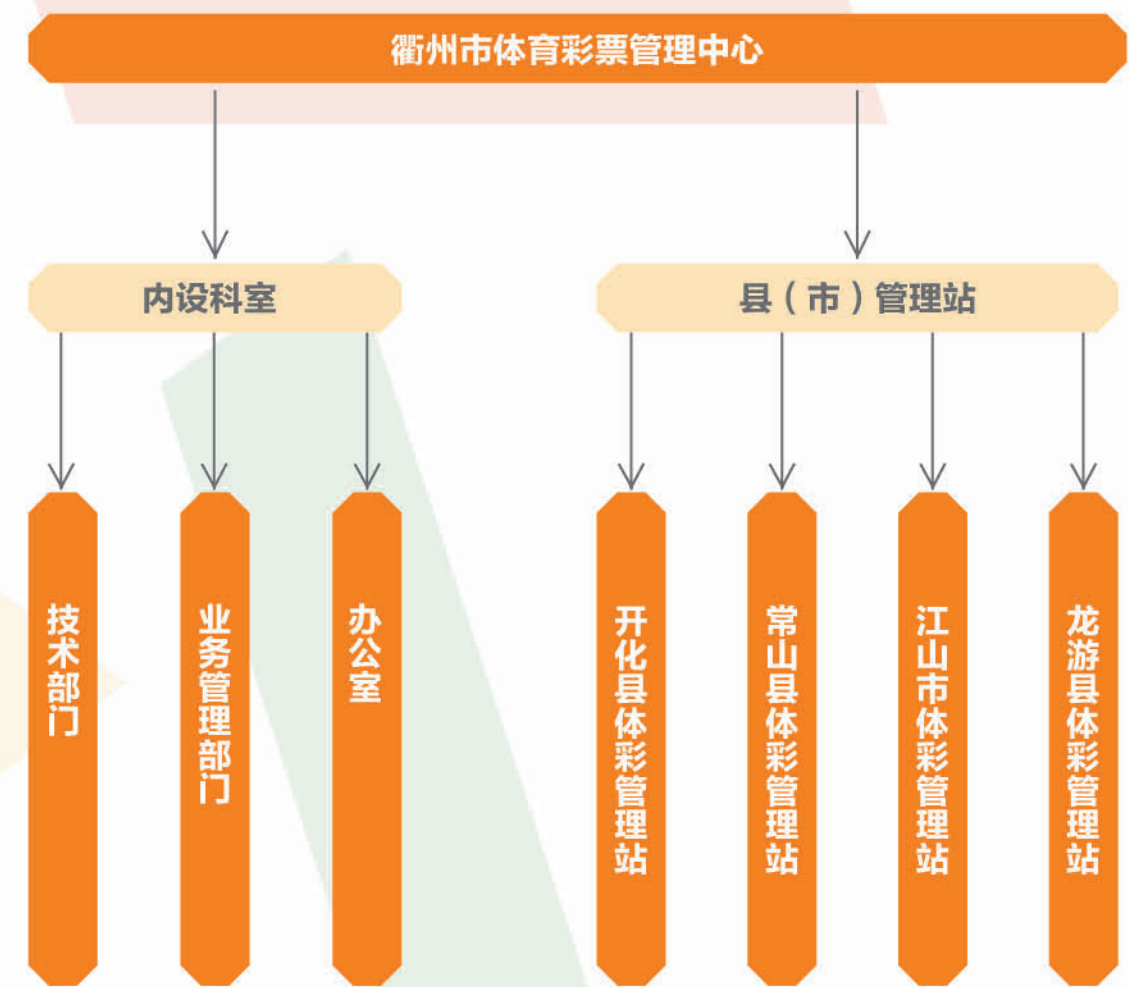 衢州市体育彩票管理中心
内设科室
县（市）管理站
技术部门
业务管理部门
办公室
开化县体彩管理站
常山县体彩管理站
江山市体彩管理站
龙游县体彩管理站